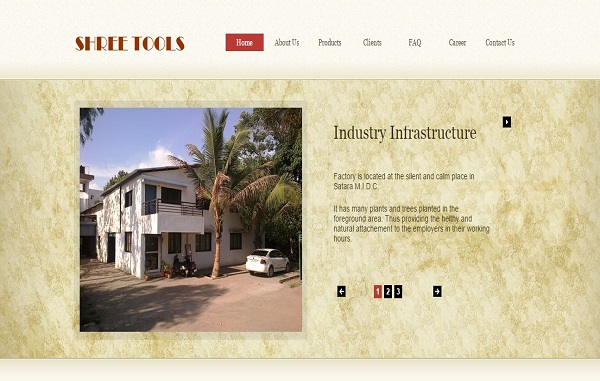 SHREE TOOLS
Home About Us Products Clients FAQ Career Contact Us
Industry Infrastructure
Factory is located at the silent and calm place in
Satara M.I.D.C.
It has many plants and trees planted in the
foreground area. Thus providing the helthy and
natural attachement to the employers in their working
hours.
1 2 3